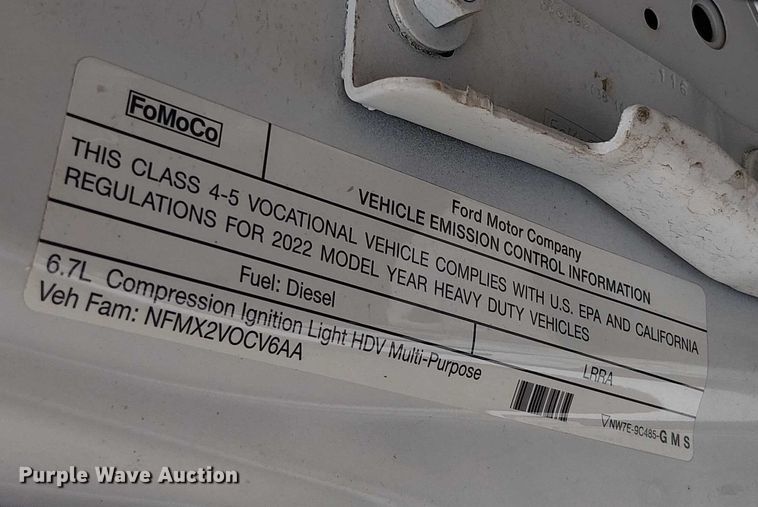 FoMoCo
Ford Motor Company
VEHICLE EMISSION CONTROL INFORMATION
THIS CLASS 4-5 VOCATIONAL VEHICLE COMPLIES WITH U.S. EPA AND CALIFORNIA
REGULATIONS FOR 2022 MODEL YEAR HEAVY DUTY VEHICLES
Fuel: Diesel
6.7L Compression Ignition Light HDV Multi-Purpose
LRRA
Veh Fam: NFMX2VOCV6AA
NW7E-9C485-G M S
116
Purple Wave Auction